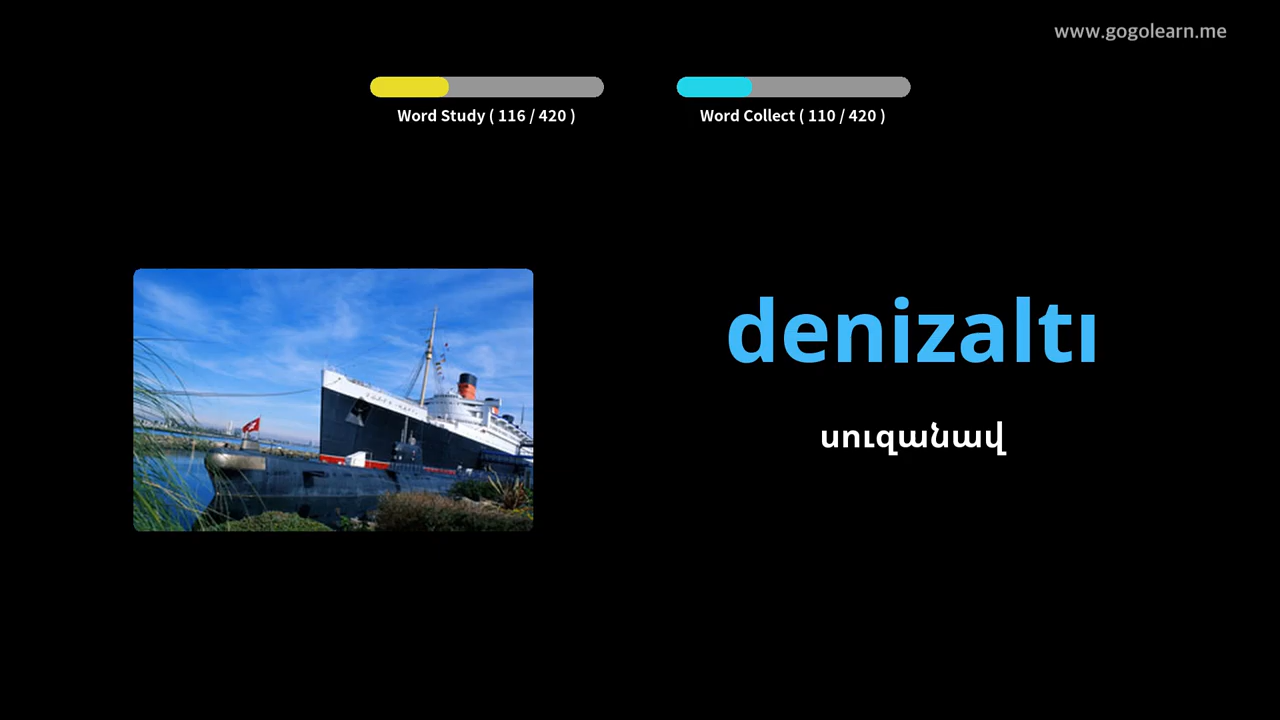 www.gogolearn.me
Word Study ( 116 / 420 )
Word Collect ( 110 / 420 )
denizaltı
սուզանավ